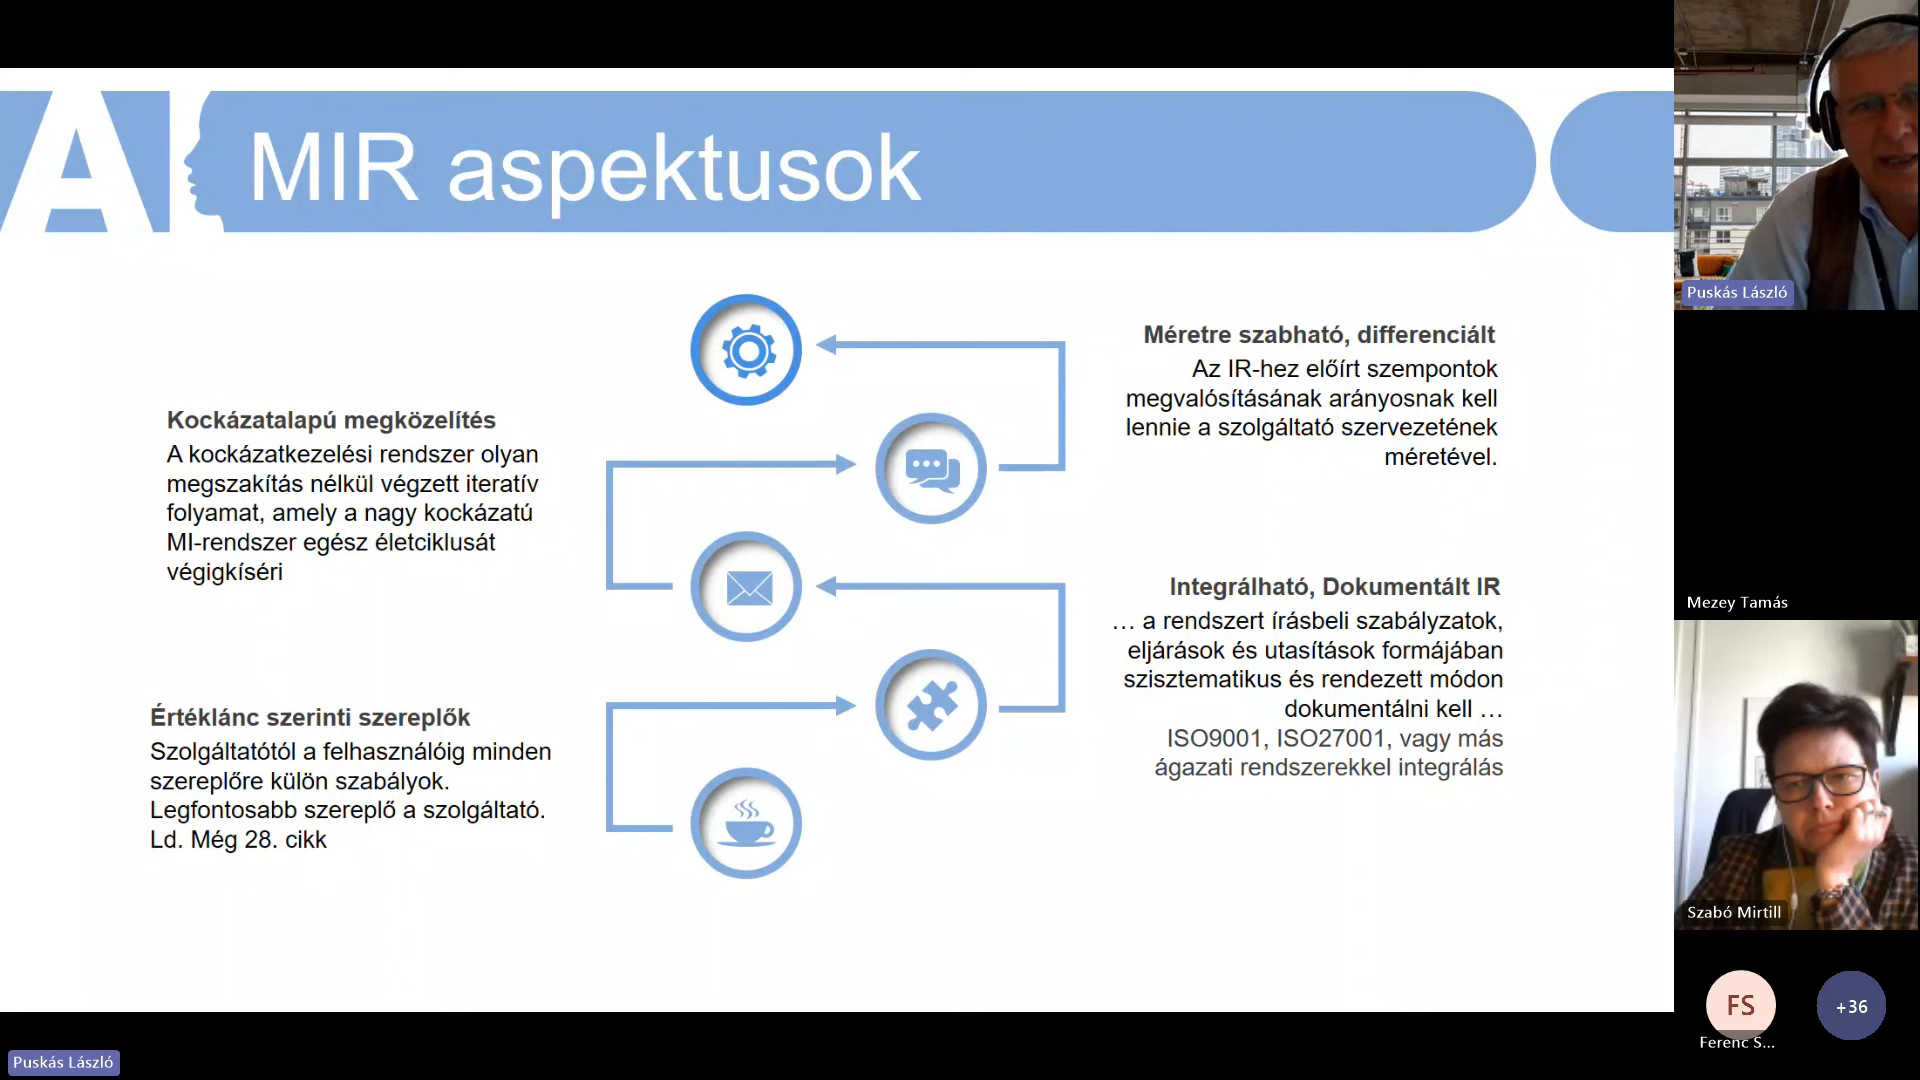 A
MIR aspektusok
Méretre szabható, differenciált
Az IR-hez előírt szempontok
megvalósításának arányosnak kell
lennie a szolgáltató szervezetének
méretével.
Kockázatalapú megközelítés
A kockázatkezelési rendszer olyan
megszakítás nélkül végzett iteratív
folyamat, amely a nagy kockázatú
MI-rendszer egész életciklusát
végigkíséri
Integrálható, Dokumentált IR
… a rendszert írásbeli szabályzatok,
eljárások és utasítások formájában
szisztematikus és rendezett módon
dokumentálni kell …
ISO9001, ISO27001, vagy más
ágazati rendszerekkel integrálás
Értéklánc szerinti szereplők
Szolgáltatótól a felhasználóig minden
szereplőre külön szabályok.
Legfontosabb szereplő a szolgáltató.
Ld. Még 28. cikk
Puskás László
Mezey Tamás
Szabó Mirtill
FS
+36
Ferenc S...
Puskás László